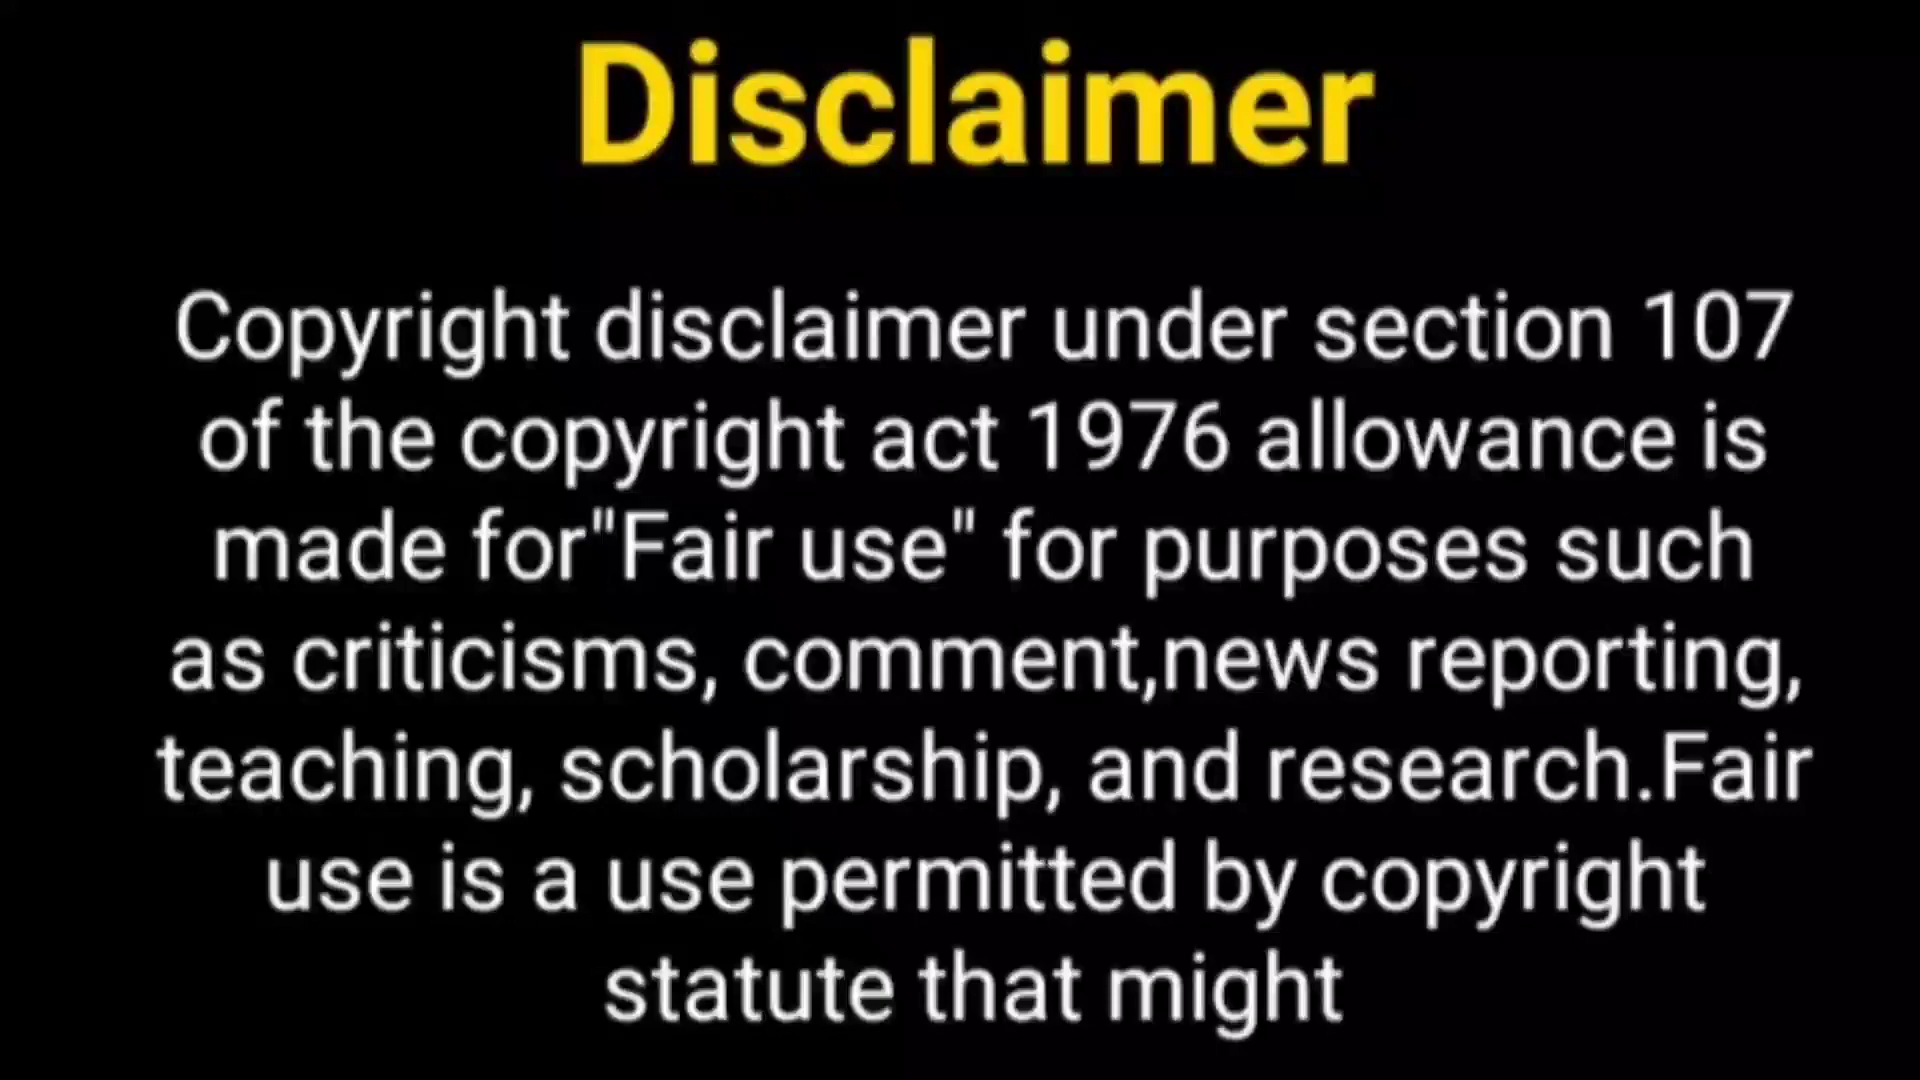 Disclaimer
Copyright disclaimer under section 107
of the copyright act 1976 allowance is
made for"Fair use" for purposes such
as criticisms, comment,news reporting,
teaching, scholarship, and research.Fair
use is a use permitted by copyright
statute that might